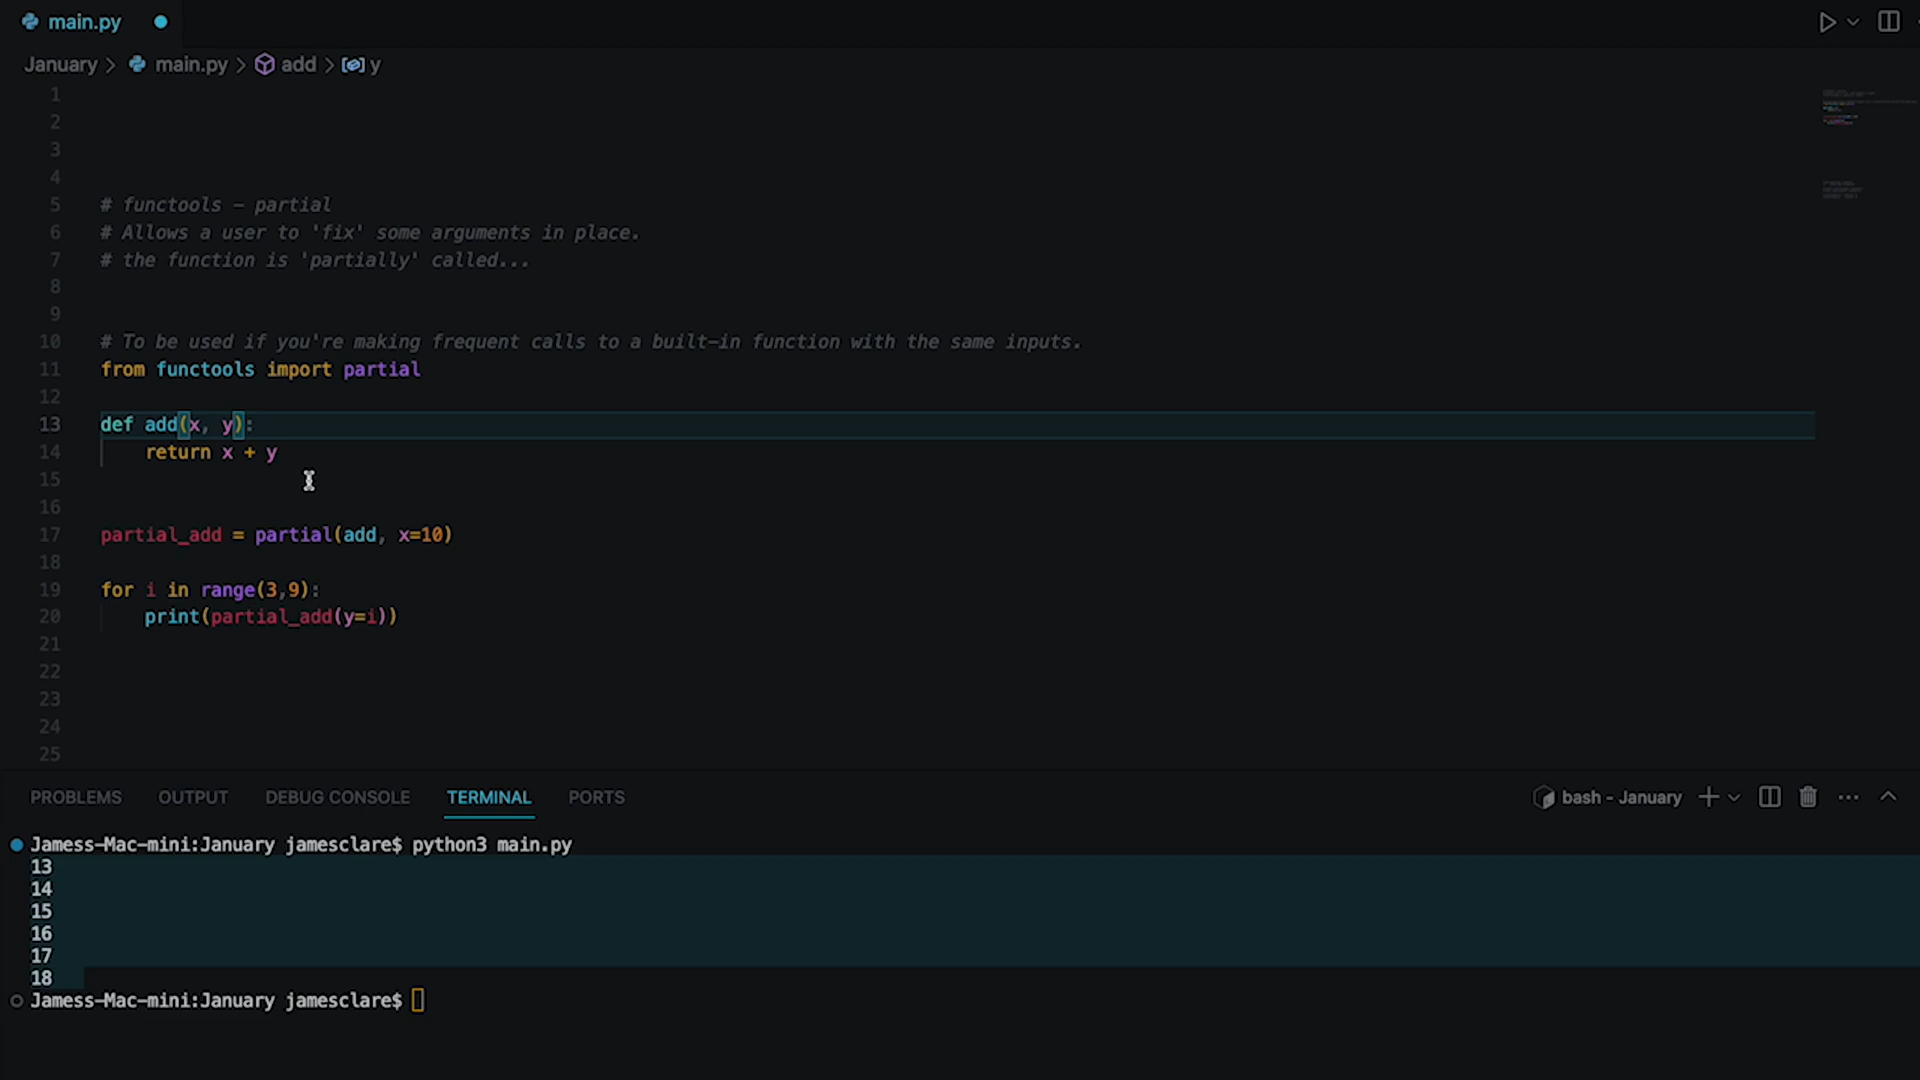 main.py
January > main.py > add > y
1
2
3
4
5 # functools - partial
6 # Allows a user to 'fix' some arguments in place.
7 # the function is 'partially' called...
8
9
10 # To be used if you're making frequent calls to a built-in function with the same inputs.
11 from functools import partial
12
13 def add(x, y):
14     return x + y
15
16
17 partial_add = partial(add, x=10)
18
19 for i in range(3,9):
20     print(partial_add(y=i))
21
22
23
24
25
PROBLEMS OUTPUT DEBUG CONSOLE TERMINAL PORTS bash - January
Jamess-Mac-mini:January jamesclare$ python3 main.py
13
14
15
16
17
18
Jamess-Mac-mini:January jamesclare$